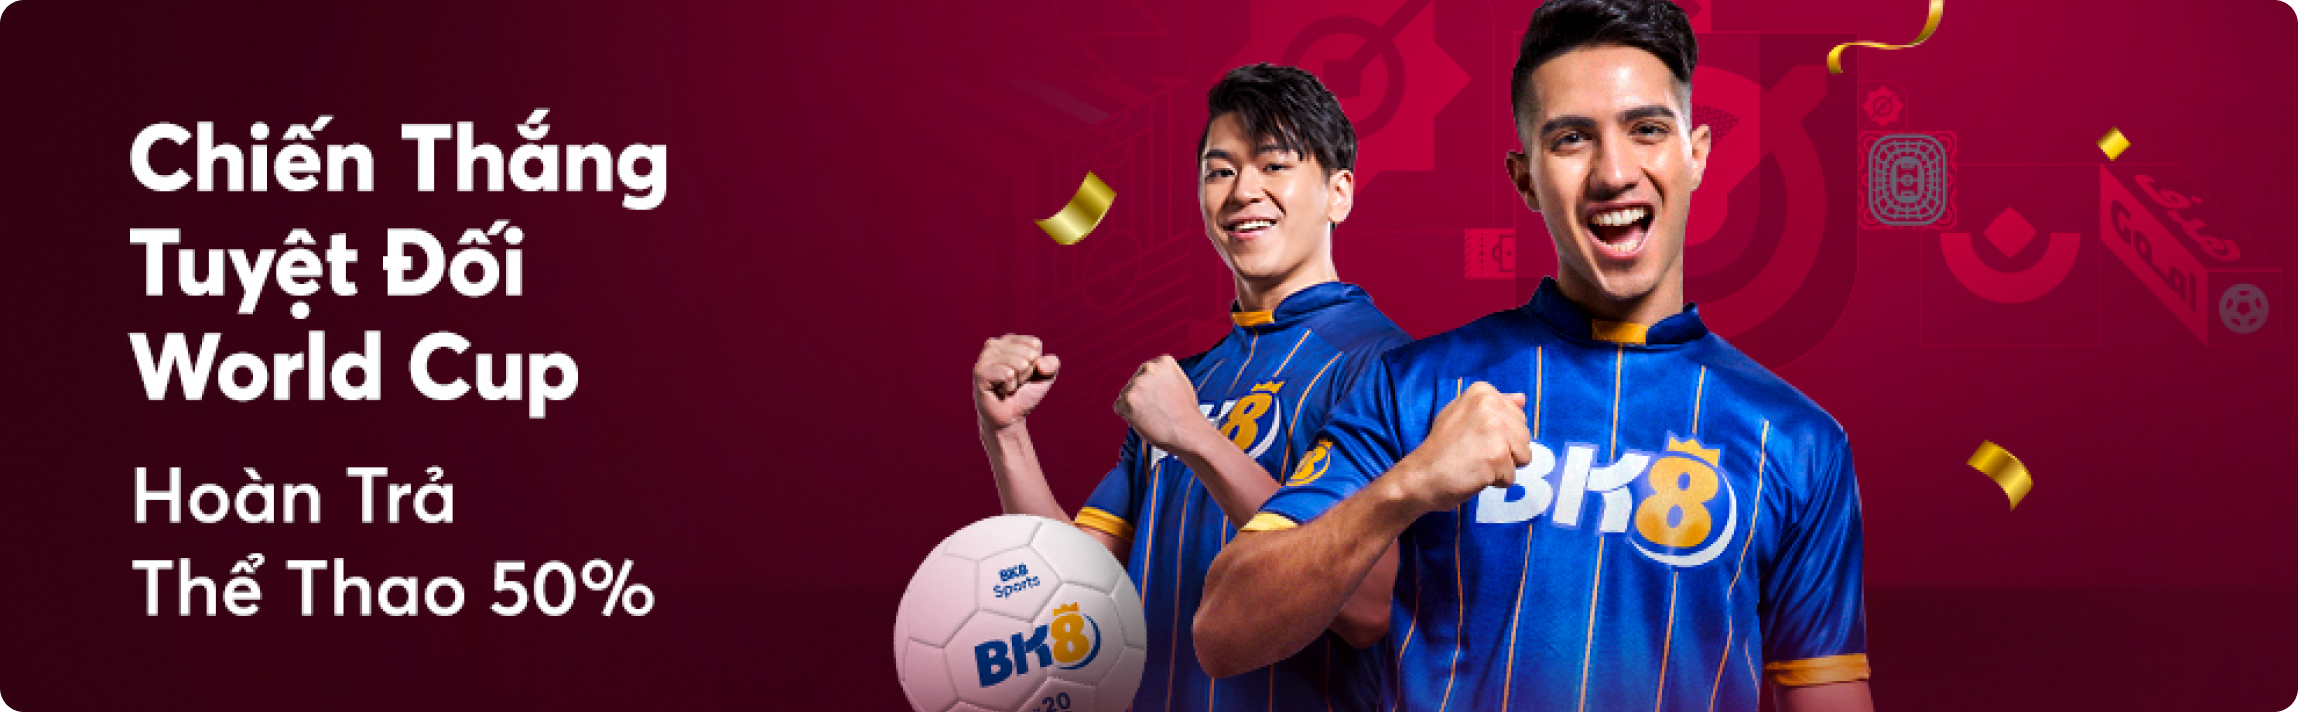 Chiến Thắng
Tuyệt Đối
World Cup
Hoàn Trả
Thể Thao 50%
BK8
BK8
BK8
Sports
BK8
GOAL